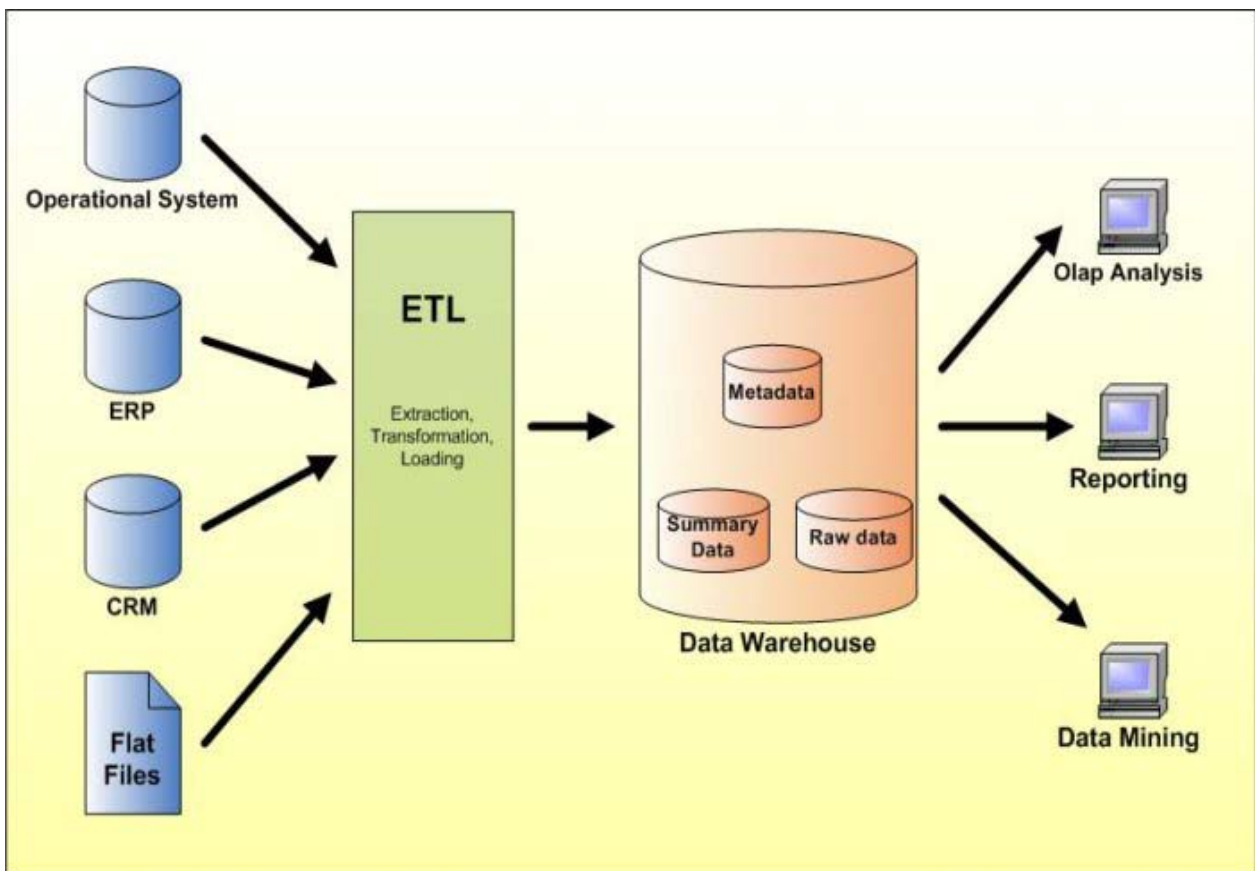 Operational System
ERP
CRM
Flat
Files
ETL
Extraction,
Transformation,
Loading
Metadata
Summary
Data
Raw data
Data Warehouse
Olap Analysis
Reporting
Data Mining